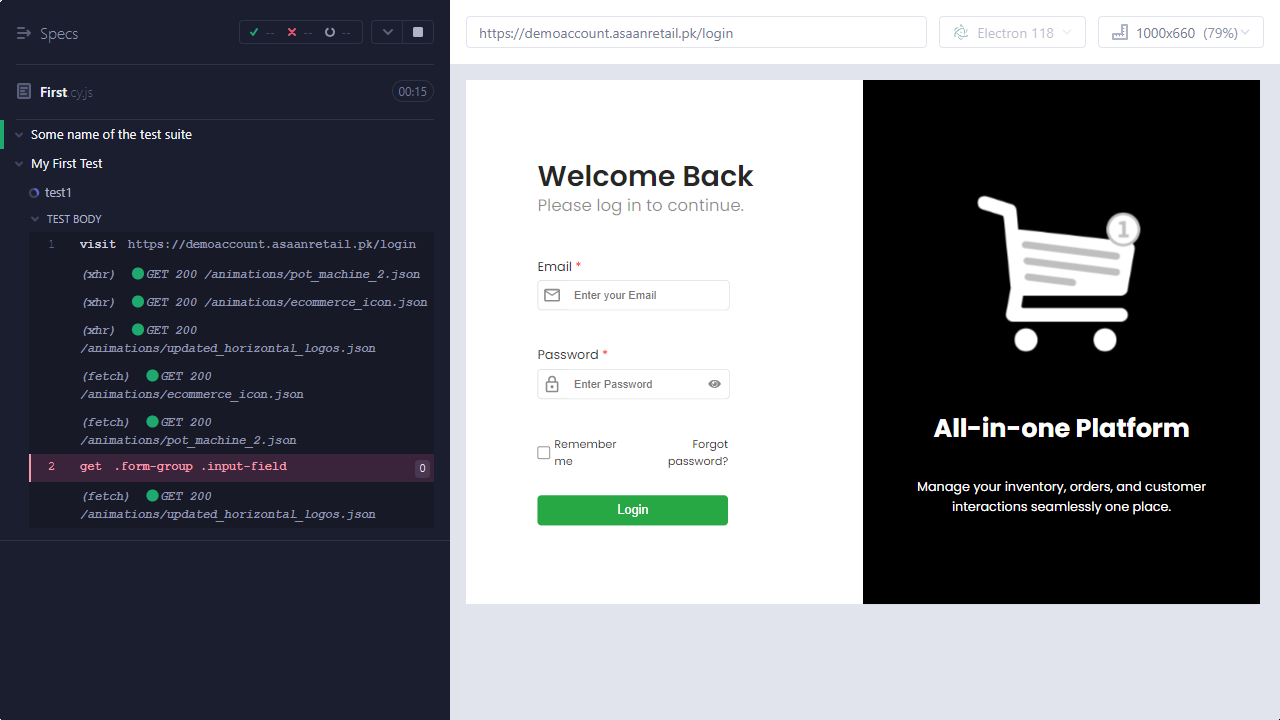 Specs
-- -- --
First.cy.js
00:15
Some name of the test suite
My First Test
test1
TEST BODY
1 visit https://demoaccount.asaanretail.pk/login
(xhr) GET 200 /animations/pot_machine_2.json
(xhr) GET 200 /animations/ecommerce_icon.json
(xhr) GET 200
/animations/updated_horizontal_logos.json
(fetch) GET 200
/animations/ecommerce_icon.json
(fetch) GET 200
/animations/pot_machine_2.json
2 get .form-group .input-field 0
(fetch) GET 200
/animations/updated_horizontal_logos.json
https://demoaccount.asaanretail.pk/login
Electron 118
1000x660 (79%)
Welcome Back
Please log in to continue.
Email *
Enter your Email
Password *
Enter Password
Remember
me
Forgot
password?
Login
1
All-in-one Platform
Manage your inventory, orders, and customer
interactions seamlessly one place.